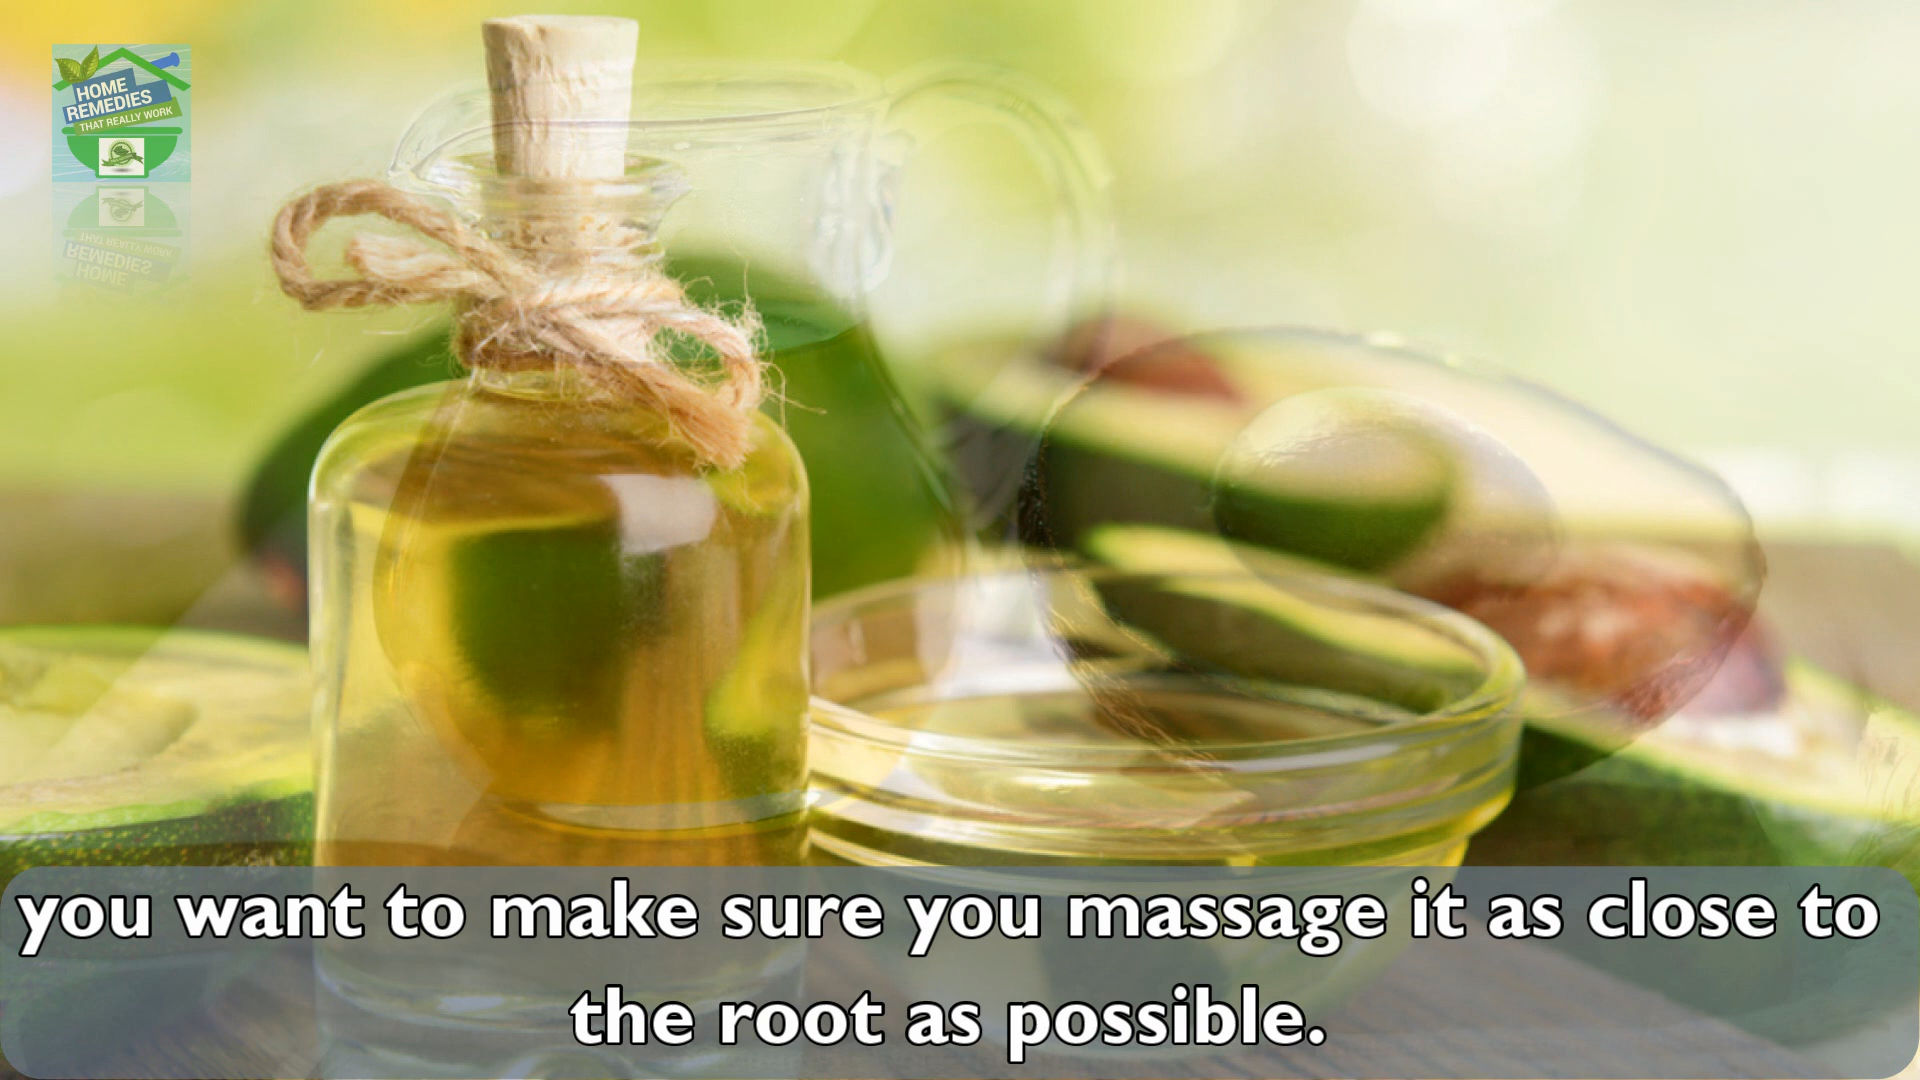 HOME
REMEDIES
THAT REALLY WORK
you want to make sure you massage it as close to
the root as possible.